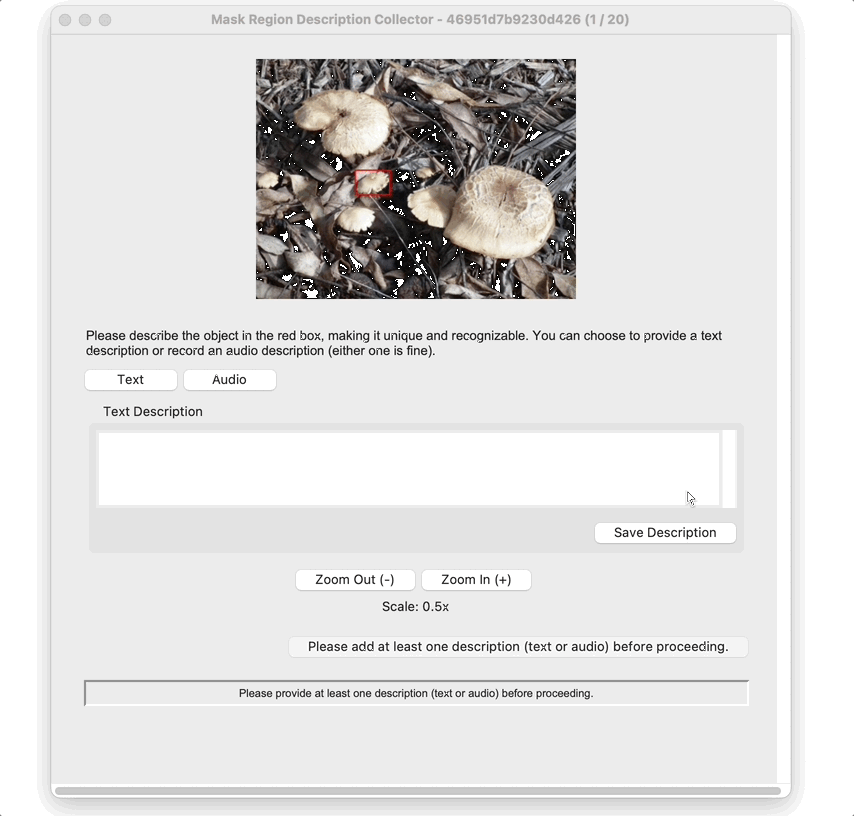 Mask Region Description Collector - 46951d7b9230d426 (1 / 20)
Please describe the object in the red box, making it unique and recognizable. You can choose to provide a text
description or record an audio description (either one is fine).
Text
Audio
Text Description
Save Description
Zoom Out (-)
Zoom In (+)
Scale: 0.5x
Please add at least one description (text or audio) before proceeding.
Please provide at least one description (text or audio) before proceeding.